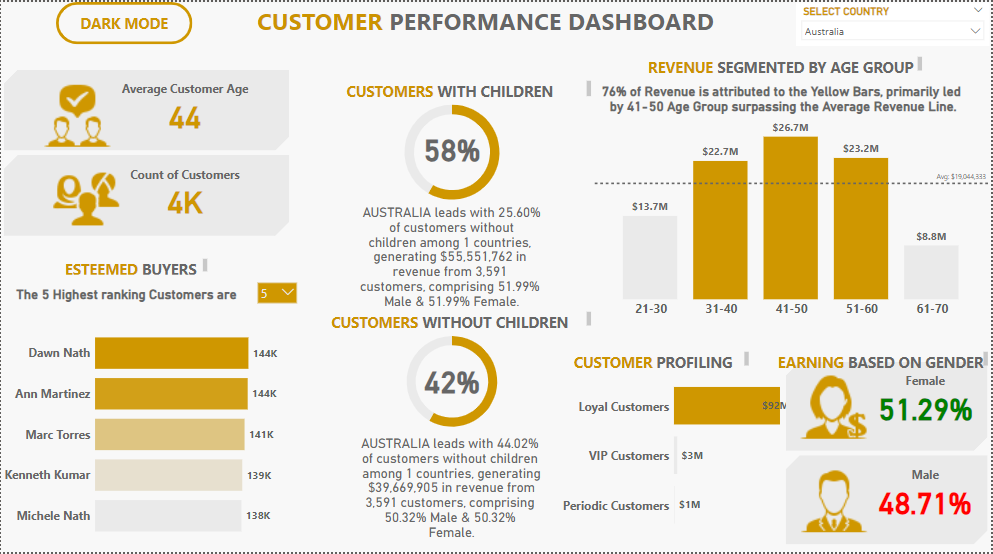 DARK MODE
CUSTOMER PERFORMANCE DASHBOARD
SELECT COUNTRY
Australia
Average Customer Age
44
Count of Customers
4K
ESTEEMED BUYERS
The 5 Highest ranking Customers are
5
Dawn Nath
144K
Ann Martinez
144K
Marc Torres
141K
Kenneth Kumar
139K
Michele Nath
138K
CUSTOMERS WITH CHILDREN
58%
AUSTRALIA leads with 25.60%
of customers without
children among 1 countries,
generating $55,551,762 in
revenue from 3,591
customers, comprising 51.99%
Male & 51.99% Female.
CUSTOMERS WITHOUT CHILDREN
42%
AUSTRALIA leads with 44.02%
of customers without children
among 1 countries, generating
$39,669,905 in revenue from
3,591 customers, comprising
50.32% Male & 50.32%
Female.
REVENUE SEGMENTED BY AGE GROUP
76% of Revenue is attributed to the Yellow Bars, primarily led
by 41-50 Age Group surpassing the Average Revenue Line.
$13.7M
$22.7M
$26.7M
$23.2M
$8.8M
Avg: $19,044,333
21-30
31-40
41-50
51-60
61-70
CUSTOMER PROFILING
Loyal Customers
$92M
VIP Customers
$3M
Periodic Customers
$1M
EARNING BASED ON GENDER
Female
51.29%
$
Male
48.71%